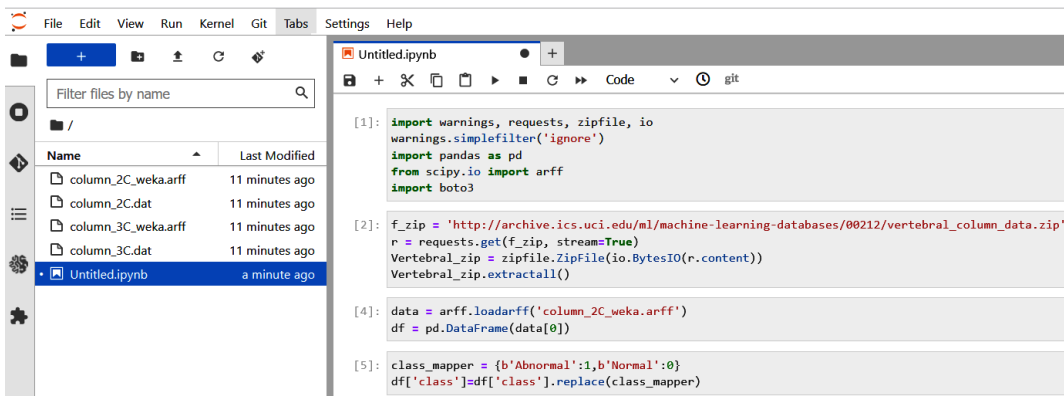 File Edit View Run Kernel Git Tabs Settings Help
Filter files by name
/
Name Last Modified
column_2C_weka.arff 11 minutes ago
column_2C.dat 11 minutes ago
column_3C_weka.arff 11 minutes ago
column_3C.dat 11 minutes ago
Untitled.ipynb a minute ago
Untitled.ipynb
Code git
[1]: import warnings, requests, zipfile, io
warnings.simplefilter('ignore')
import pandas as pd
from scipy.io import arff
import boto3
[2]: f_zip = 'http://archive.ics.uci.edu/ml/machine-learning-databases/00212/vertebral_column_data.zip'
r = requests.get(f_zip, stream=True)
Vertebral_zip = zipfile.ZipFile(io.BytesIO(r.content))
Vertebral_zip.extractall()
[4]: data = arff.loadarff('column_2C_weka.arff')
df = pd.DataFrame(data[0])
[5]: class_mapper = {b'Abnormal':1,b'Normal':0}
df['class']=df['class'].replace(class_mapper)